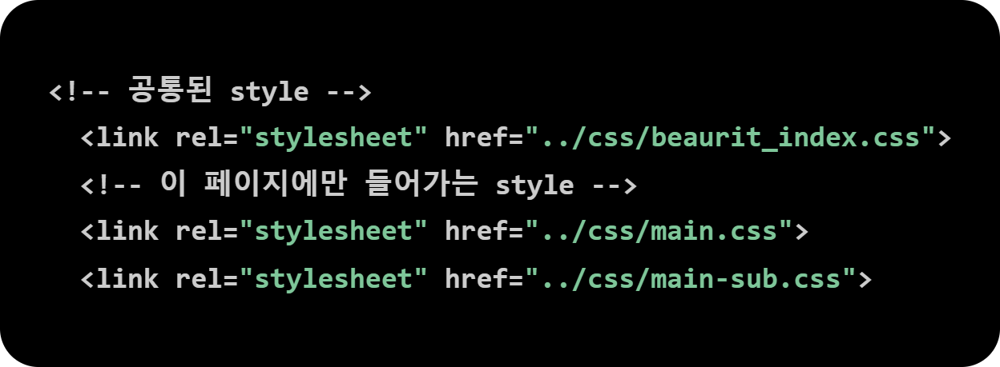 <!-- 공통된 style -->
<link rel="stylesheet" href="../css/beaurit_index.css">
<!-- 이 페이지에만 들어가는 style -->
<link rel="stylesheet" href="../css/main.css">
<link rel="stylesheet" href="../css/main-sub.css">